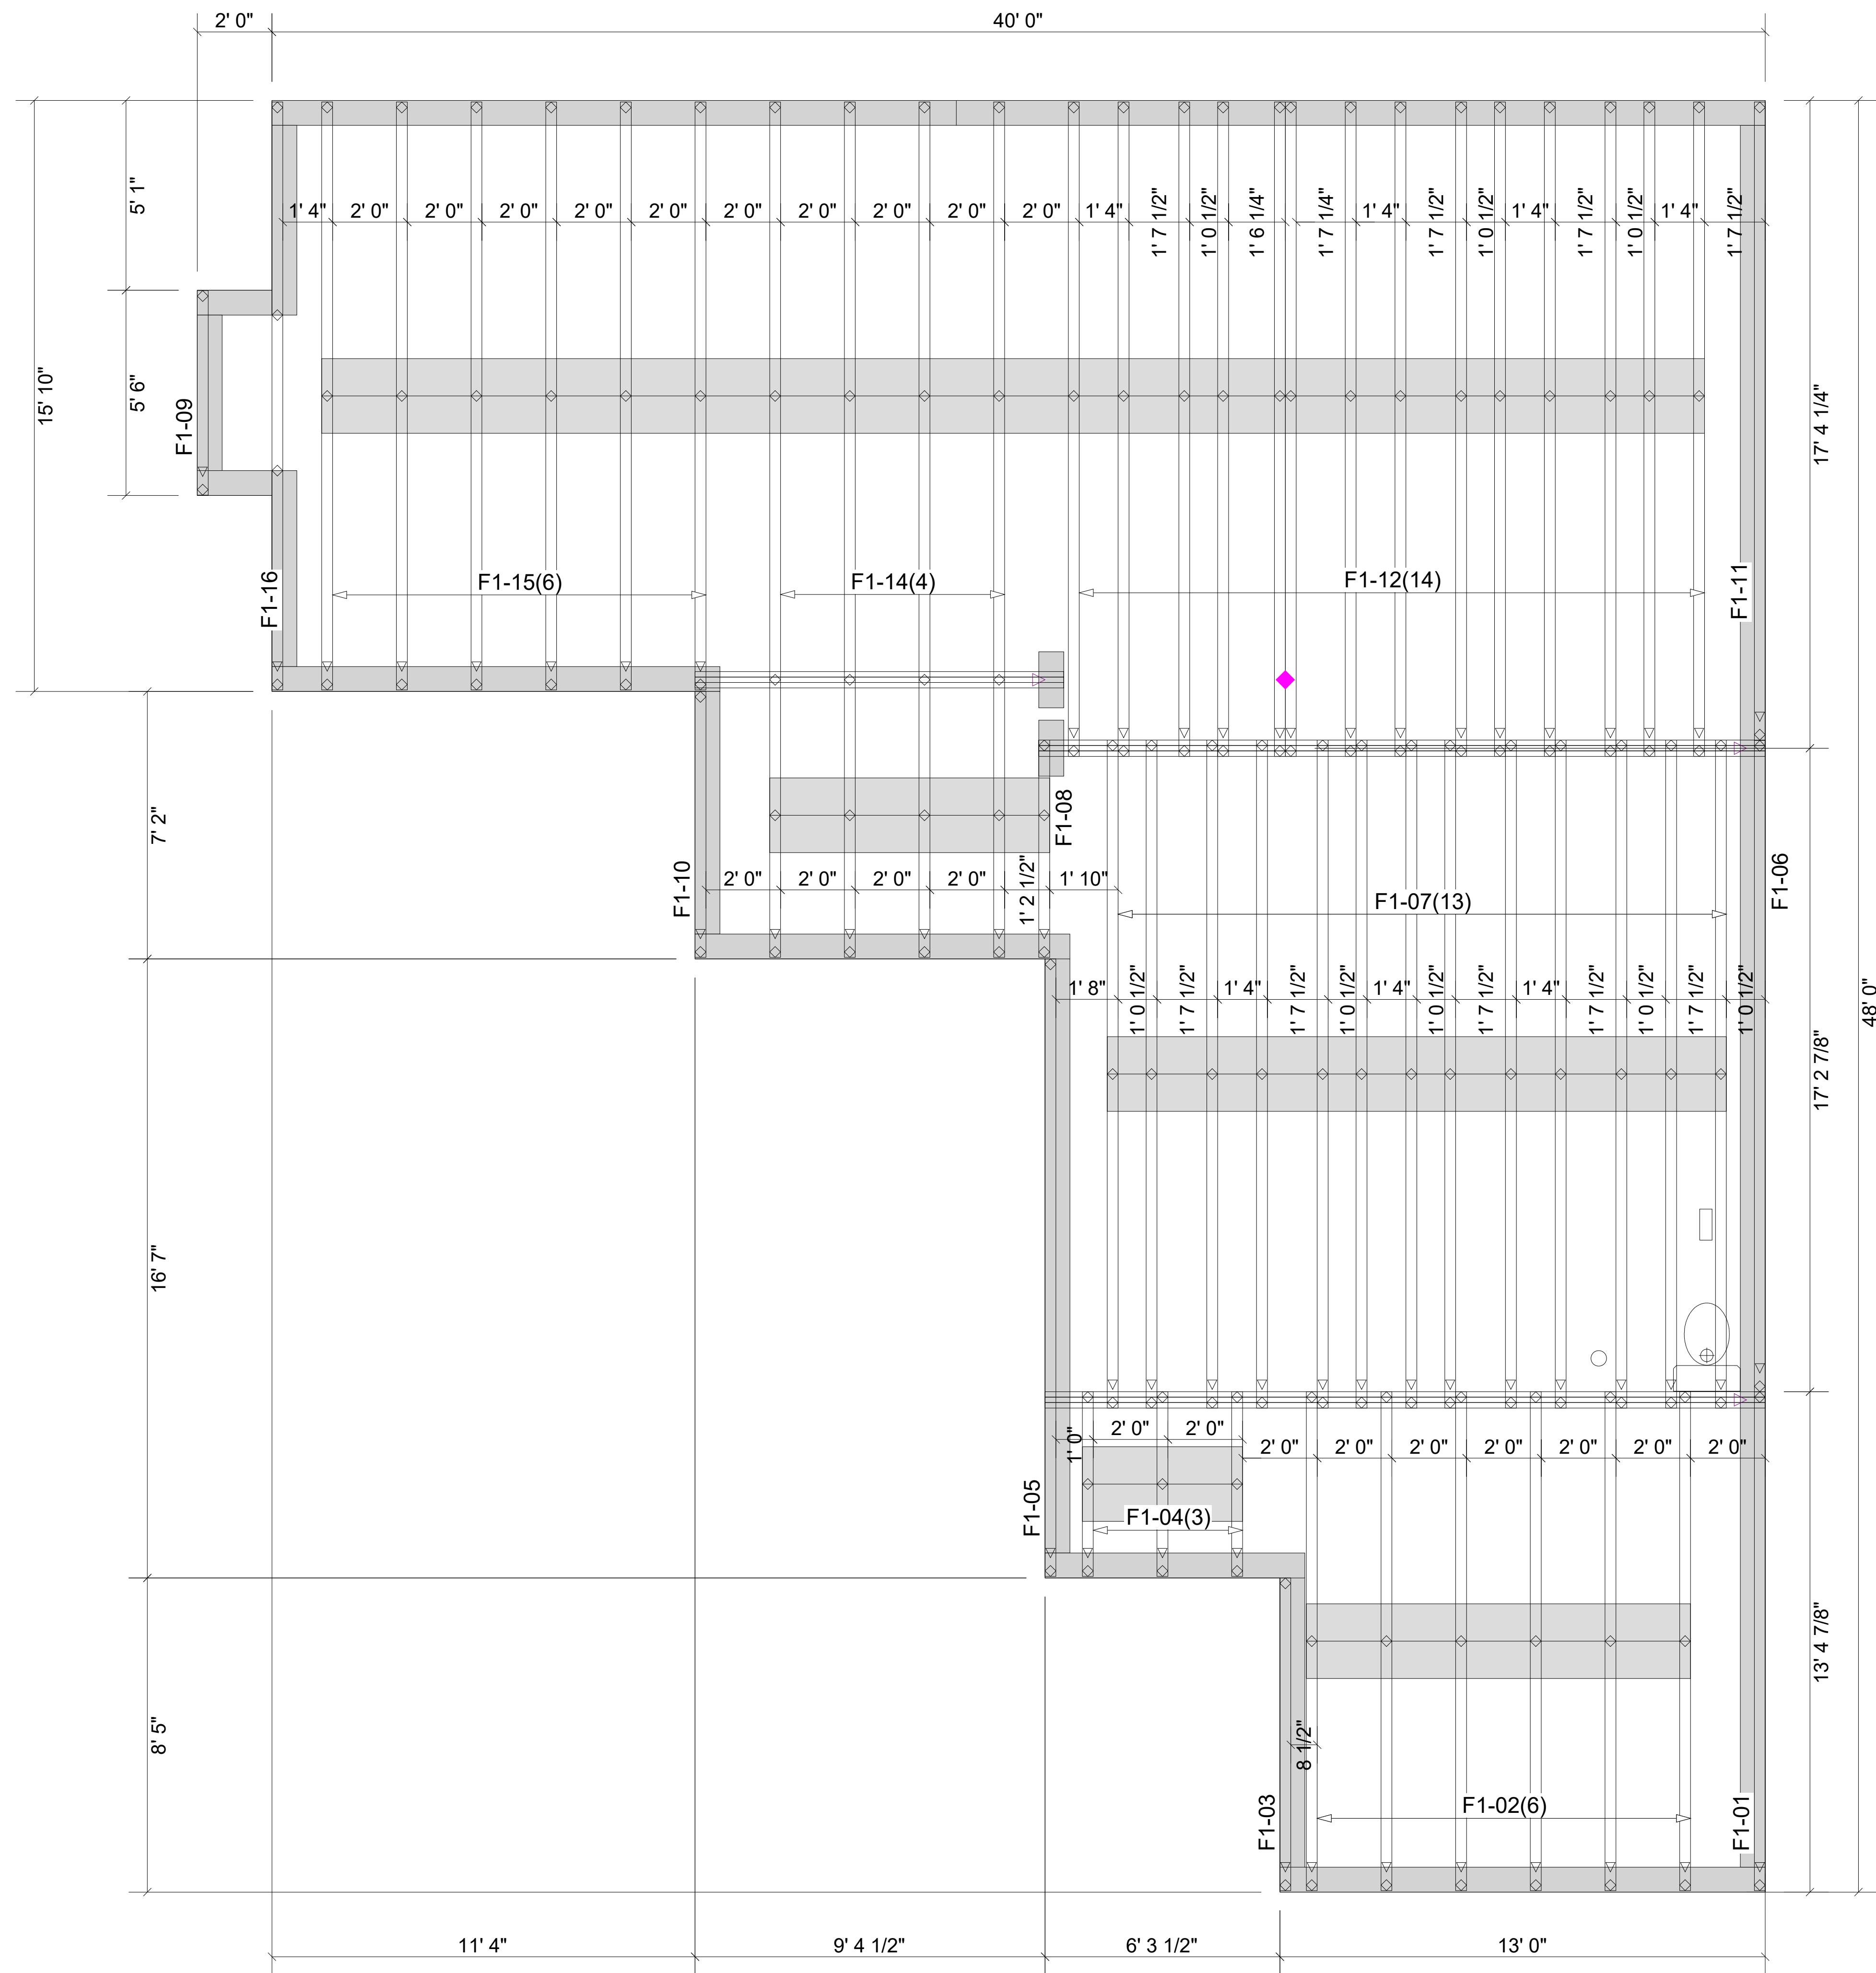 2' 0" 40' 0"
15' 10"
5' 1"
5' 6"
F1-09
1' 4" 2' 0" 2' 0" 2' 0" 2' 0" 2' 0" 2' 0" 2' 0" 2' 0" 2' 0" 2' 0" 1' 4" 1' 7 1/2" 1' 0 1/2" 1' 6 1/4" 1' 7 1/4" 1' 4" 1' 7 1/2" 1' 0 1/2" 1' 4" 1' 7 1/2" 1' 0 1/2" 1' 4" 1' 7 1/2"
17' 4 1/4"
F1-16
F1-15(6) F1-14(4) F1-12(14)
F1-11
7' 2"
F1-10
F1-08
F1-06
2' 0" 2' 0" 2' 0" 2' 0" 1' 2 1/2" 1' 10"
F1-07(13)
1' 8" 1' 0 1/2" 1' 7 1/2" 1' 4" 1' 7 1/2" 1' 0 1/2" 1' 4" 1' 0 1/2" 1' 7 1/2" 1' 4" 1' 7 1/2" 1' 0 1/2" 1' 7 1/2" 1' 0 1/2"
48' 0"
17' 2 7/8"
16' 7"
1' 0" 2' 0" 2' 0"
2' 0" 2' 0" 2' 0" 2' 0" 2' 0" 2' 0" 2' 0"
F1-05
F1-04(3)
13' 4 7/8"
8' 5"
8 1/2"
F1-03
F1-02(6)
F1-01
11' 4" 9' 4 1/2" 6' 3 1/2" 13' 0"